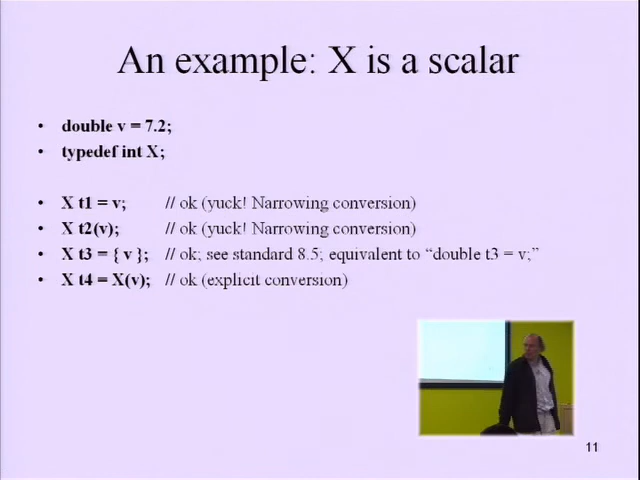 An example: X is a scalar
• double v = 7.2;
• typedef int X;
• X t1 = v; // ok (yuck! Narrowing conversion)
• X t2(v); // ok (yuck! Narrowing conversion)
• X t3 = { v }; // ok; see standard 8.5; equivalent to “double t3 = v;”
• X t4 = X(v); // ok (explicit conversion)
11